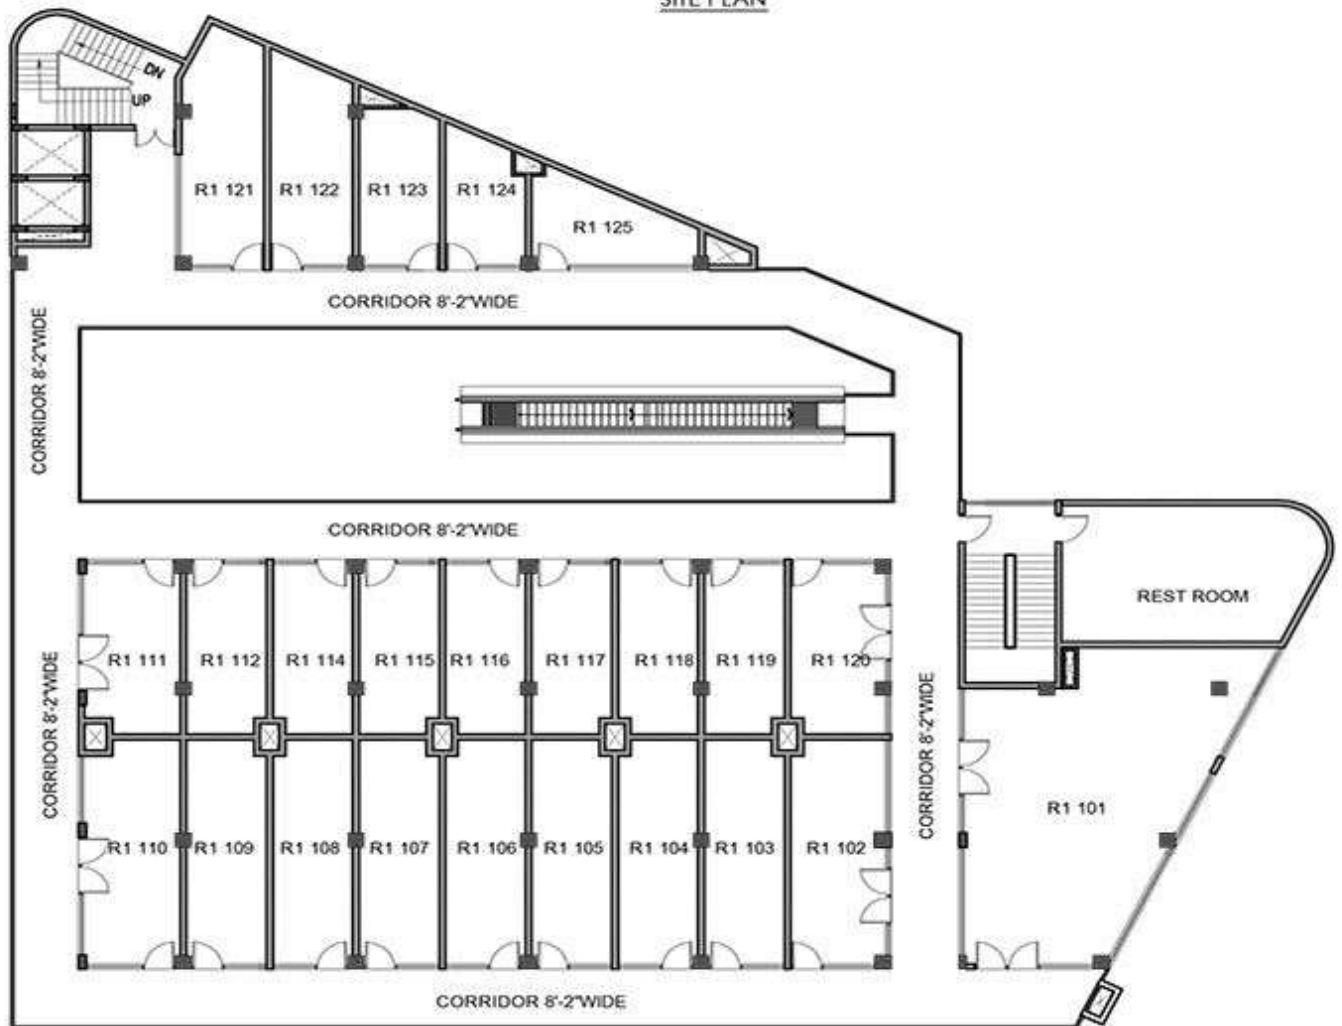 SITE PLAN
DN
UP
R1 121
R1 122
R1 123
R1 124
R1 125
CORRIDOR 8'-2"WIDE
CORRIDOR 8'-2"WIDE
CORRIDOR 8'-2"WIDE
REST ROOM
R1 111
R1 112
R1 114
R1 115
R1 116
R1 117
R1 118
R1 119
R1 120
CORRIDOR 8'-2"WIDE
CORRIDOR 8'-2"WIDE
R1 101
R1 110
R1 109
R1 108
R1 107
R1 106
R1 105
R1 104
R1 103
R1 102
CORRIDOR 8'-2"WIDE